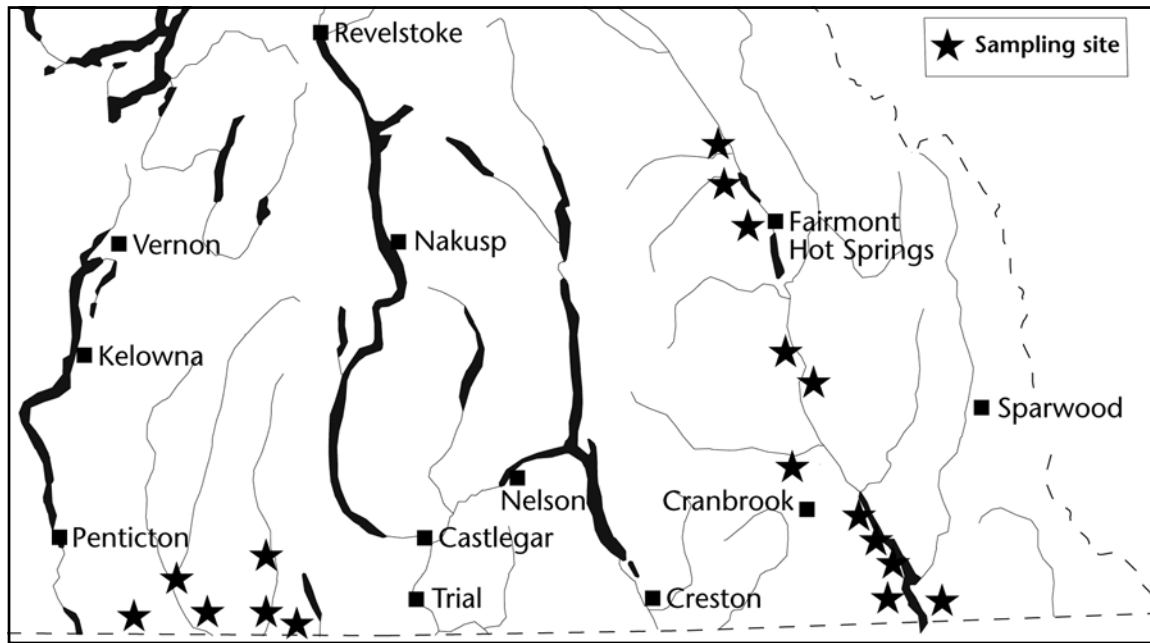 Revelstoke
Sampling site
Vernon
Nakusp
Fairmont
Hot Springs
Kelowna
Sparwood
Nelson
Cranbrook
Penticton
Castlegar
Trial
Creston